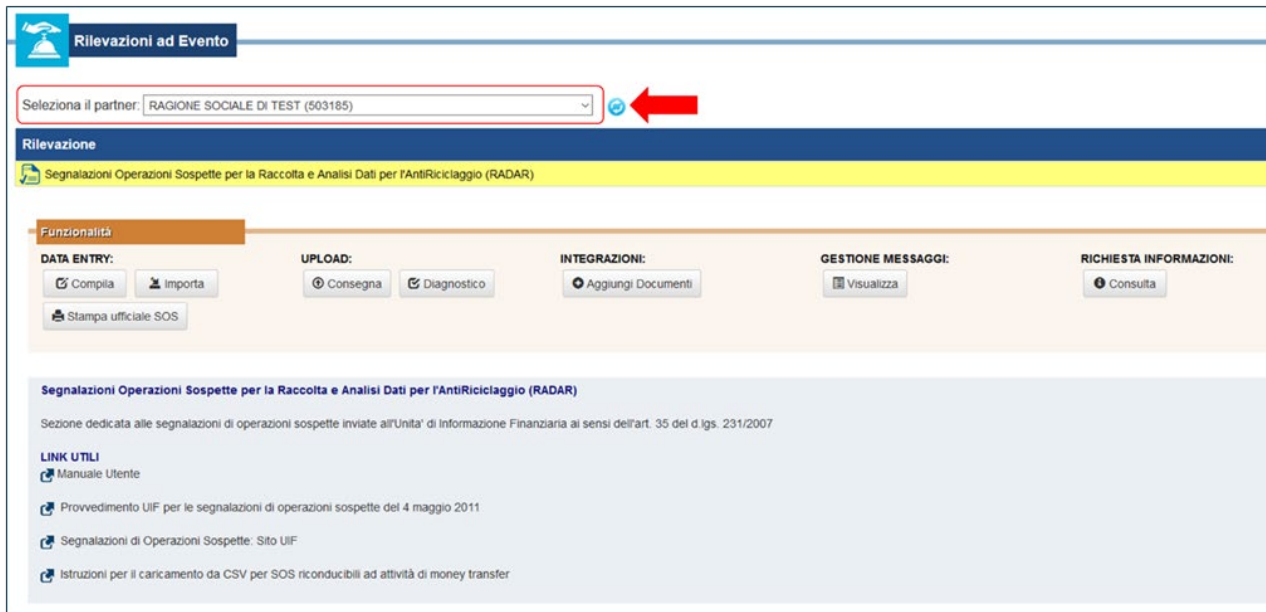 Rilevazioni ad Evento
Seleziona il partner: RAGIONE SOCIALE DI TEST (503185)
Rilevazione
Segnalazioni Operazioni Sospette per la Raccolta e Analisi Dati per l'AntiRiciclaggio (RADAR)
Funzionalità
DATA ENTRY: UPLOAD: INTEGRAZIONI: GESTIONE MESSAGGI: RICHIESTA INFORMAZIONI:
Compila Importa Consegna Diagnostico Aggiungi Documenti Visualizza Consulta
Stampa ufficiale SOS
Segnalazioni Operazioni Sospette per la Raccolta e Analisi Dati per l'AntiRiciclaggio (RADAR)
Sezione dedicata alle segnalazioni di operazioni sospette inviate all'Unita' di Informazione Finanziaria ai sensi dell'art. 35 del d.lgs. 231/2007
LINK UTILI
Manuale Utente
Provvedimento UIF per le segnalazioni di operazioni sospette del 4 maggio 2011
Segnalazioni di Operazioni Sospette: Sito UIF
Istruzioni per il caricamento da CSV per SOS riconducibili ad attività di money transfer